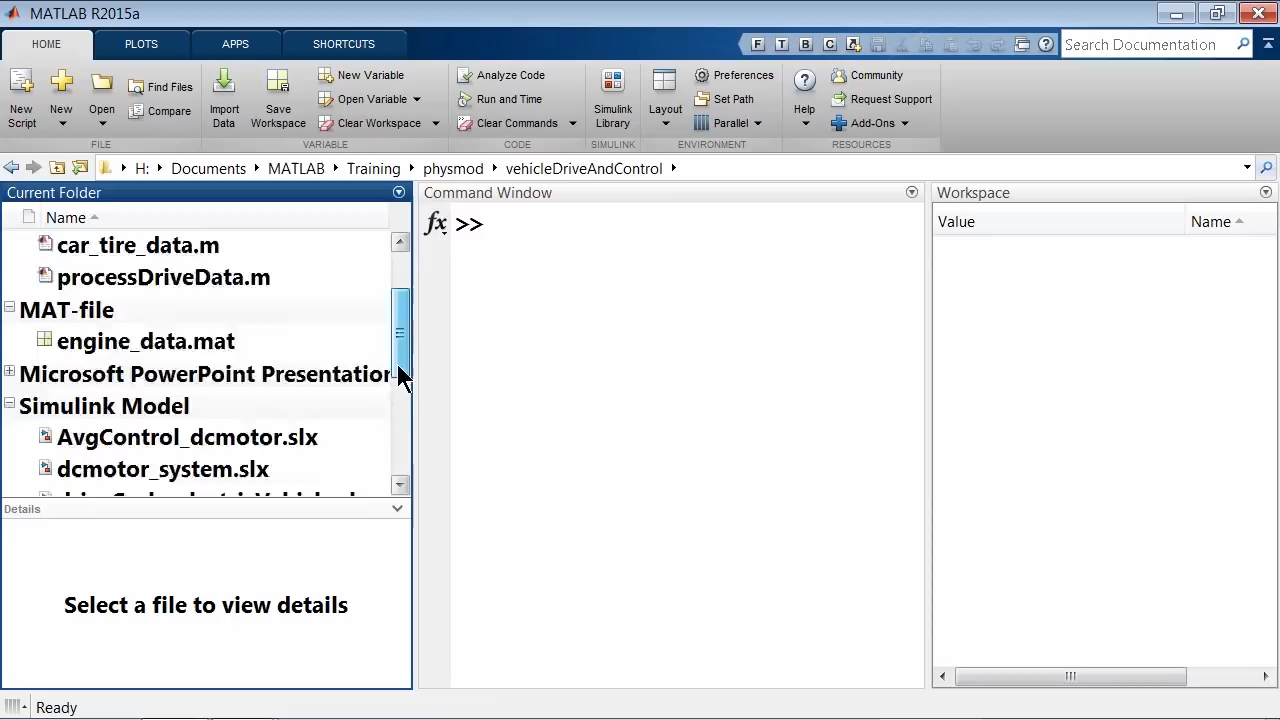 MATLAB R2015a
HOME
PLOTS
APPS
SHORTCUTS
F
T
B
C
Search Documentation
New Script
New
Open
Find Files
Compare
FILE
Import Data
Save Workspace
New Variable
Open Variable
Clear Workspace
VARIABLE
Analyze Code
Run and Time
Clear Commands
CODE
Simulink Library
SIMULINK
Layout
Preferences
Set Path
Parallel
ENVIRONMENT
Help
Community
Request Support
Add-Ons
RESOURCES
H: Documents MATLAB Training physmod vehicleDriveAndControl
Current Folder
Name
car_tire_data.m
processDriveData.m
MAT-file
engine_data.mat
Microsoft PowerPoint Presentation
Simulink Model
AvgControl_dcmotor.slx
dcmotor_system.slx
Details
Select a file to view details
Command Window
fx >>
Workspace
Value Name
Ready